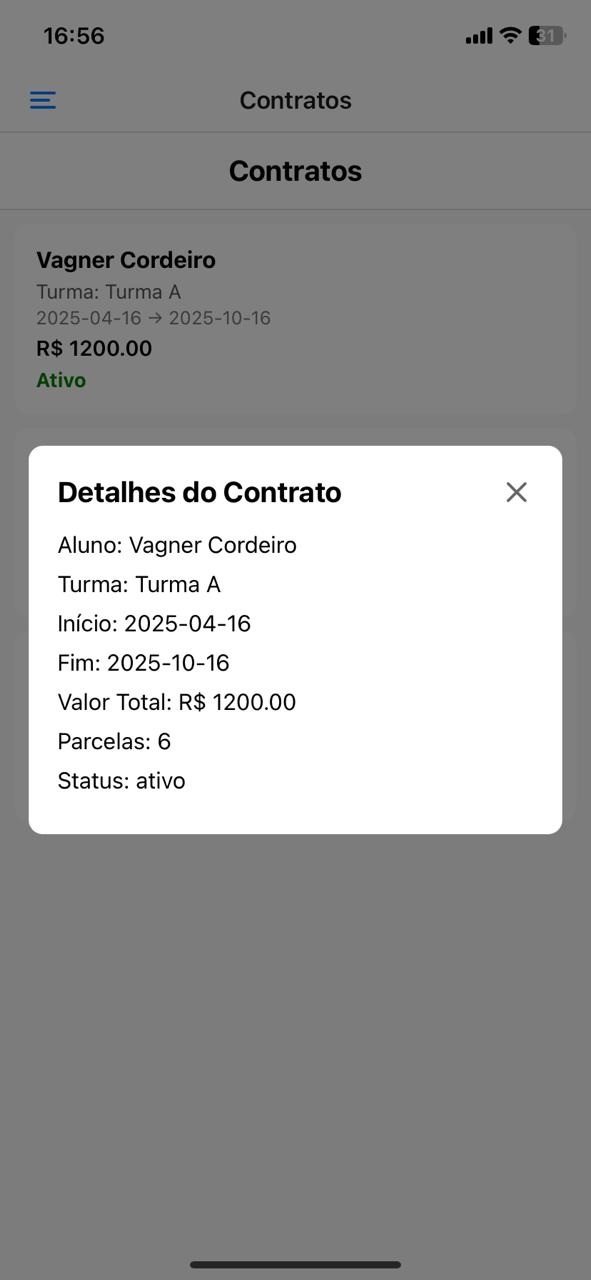 16:56
31
Contratos
Contratos
Vagner Cordeiro
Turma: Turma A
2025-04-16 → 2025-10-16
R$ 1200.00
Ativo
Detalhes do Contrato
Aluno: Vagner Cordeiro
Turma: Turma A
Início: 2025-04-16
Fim: 2025-10-16
Valor Total: R$ 1200.00
Parcelas: 6
Status: ativo